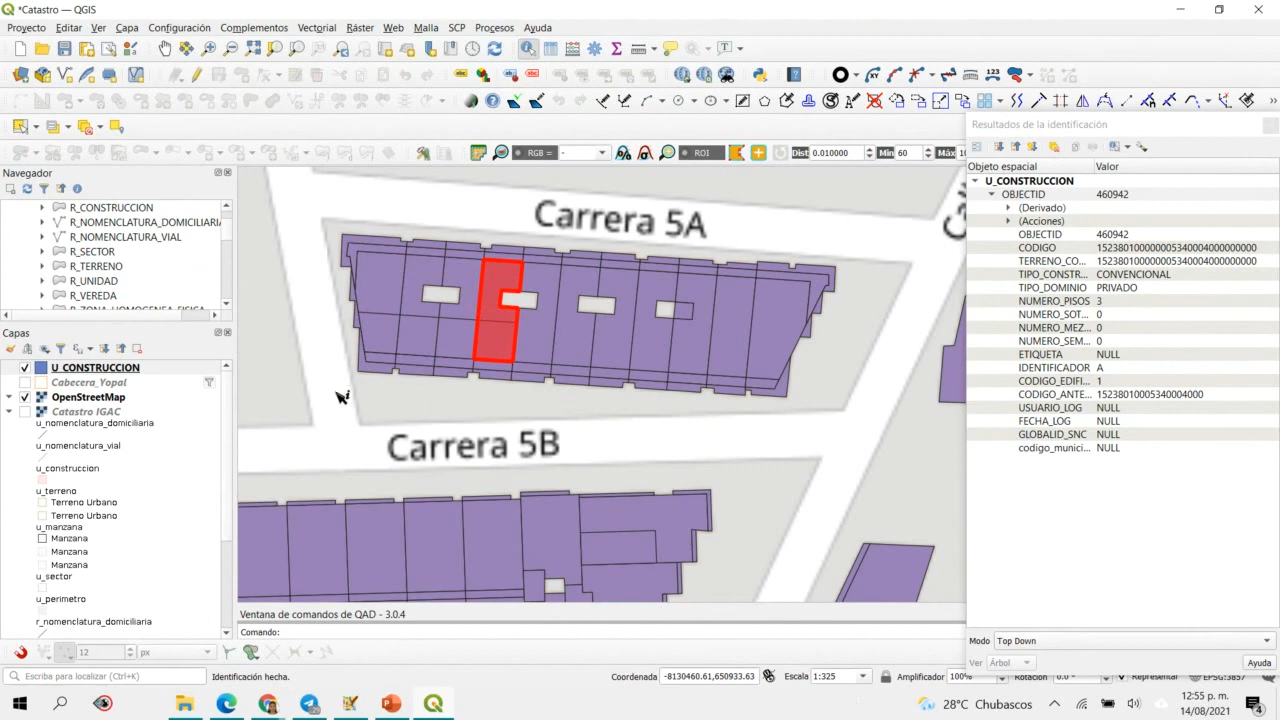 *Catastro — QGIS
Proyecto Editar Ver Capa Configuración Complementos Vectorial Ráster Web Malla SCP Procesos Ayuda
RGB = - ROI Dist 0.010000 Min 60 Máx
Navegador
R_CONSTRUCCION
R_NOMENCLATURA_DOMICILIARIA
R_NOMENCLATURA_VIAL
R_SECTOR
R_TERRENO
R_UNIDAD
R_VEREDA
Capas
U_CONSTRUCCION
Cabecera_Yopal
OpenStreetMap
Catastro IGAC
u_nomenclatura_domiciliaria
u_nomenclatura_vial
u_construccion
u_terreno
Terreno Urbano
Terreno Urbano
u_manzana
Manzana
Manzana
Manzana
u_sector
u_perimetro
r_nomenclatura_domiciliaria
Carrera 5A
Carrera 5B
Ventana de comandos de QAD - 3.0.4
Comando:
Resultados de la identificación
Objeto espacial Valor
U_CONSTRUCCION
OBJECTID 460942
(Derivado)
(Acciones)
OBJECTID 460942
CODIGO 152380100000005340004000000000
TERRENO_CO... 152380100000005340004000000000
TIPO_CONSTR... CONVENCIONAL
TIPO_DOMINIO PRIVADO
NUMERO_PISOS 3
NUMERO_SOT... 0
NUMERO_MEZ... 0
NUMERO_SEM... 0
ETIQUETA NULL
IDENTIFICADOR A
CODIGO_EDIFI... 1
CODIGO_ANTE... 15238010005340004000
USUARIO_LOG NULL
FECHA_LOG NULL
GLOBALID_SNC NULL
codigo_munici... NULL
Modo Top Down
Ver Árbol Ayuda
12 px
Escriba para localizar (Ctrl+K) Identificación hecha. Coordenada -8130460.61,650933.63 Escala 1:325 Amplificador 100% Rotación 0.0 ° Representar EPSG:3857
28°C Chubascos 12:55 p. m.
14/08/2021
4